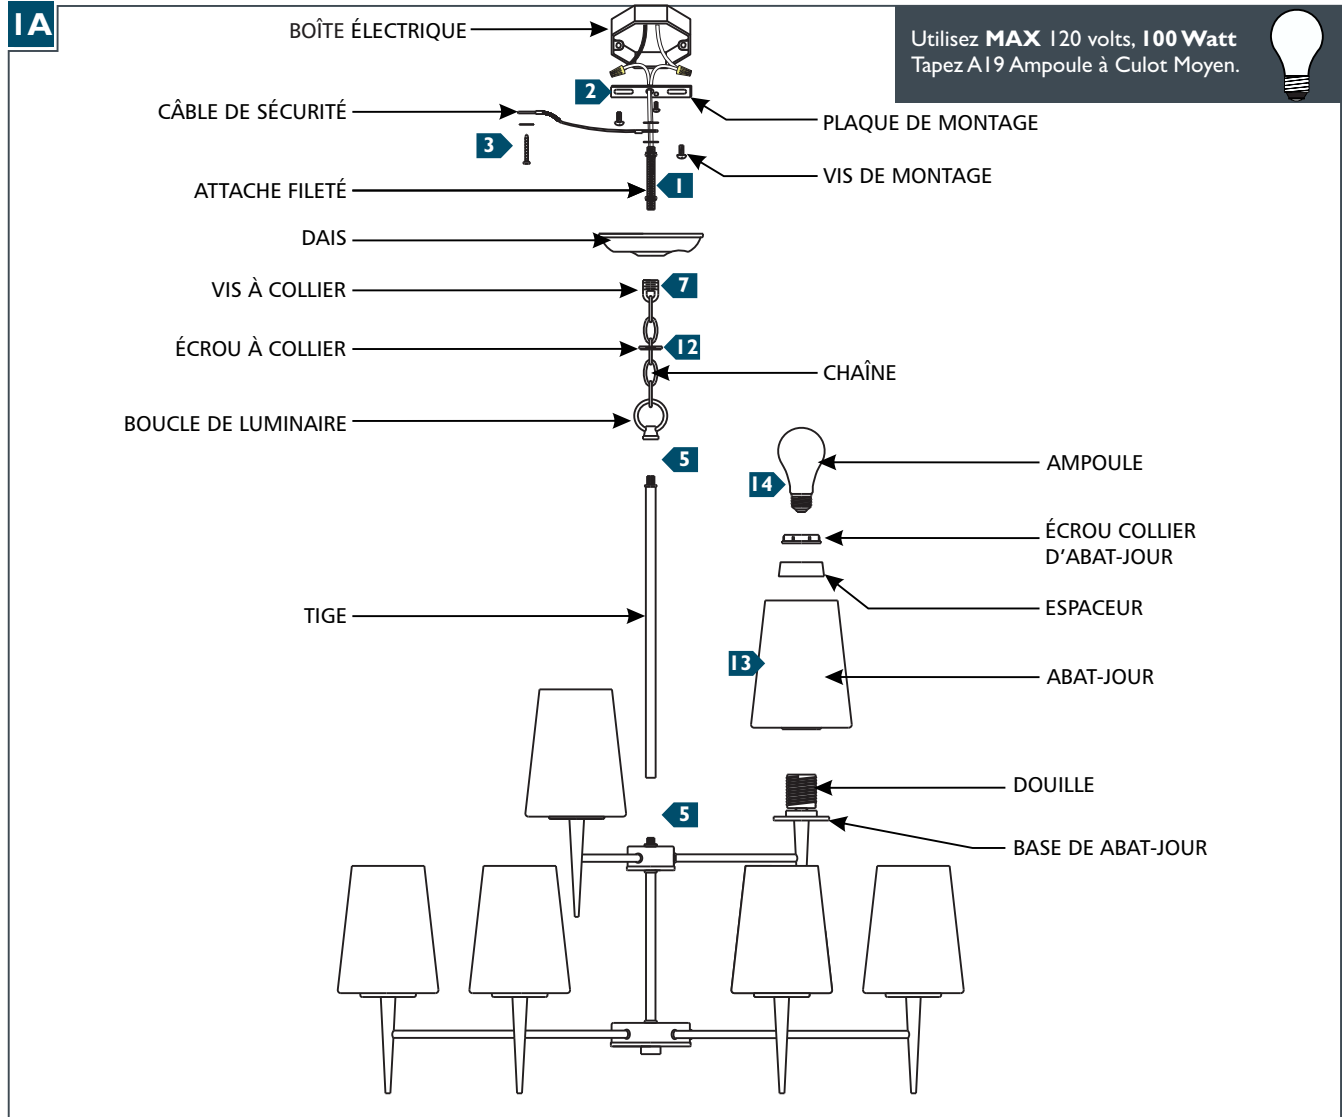 1A
BOÎTE ÉLECTRIQUE
Utilisez MAX 120 volts, 100 Watt
Tapez A19 Ampoule à Culot Moyen.
2
CÂBLE DE SÉCURITÉ
PLAQUE DE MONTAGE
3
VIS DE MONTAGE
ATTACHE FILETÉ
1
DAIS
VIS À COLLIER
7
ÉCROU À COLLIER
12
CHAÎNE
BOUCLE DE LUMINAIRE
5
AMPOULE
14
ÉCROU COLLIER
D'ABAT-JOUR
ESPACEUR
TIGE
13
ABAT-JOUR
DOUILLE
5
BASE DE ABAT-JOUR